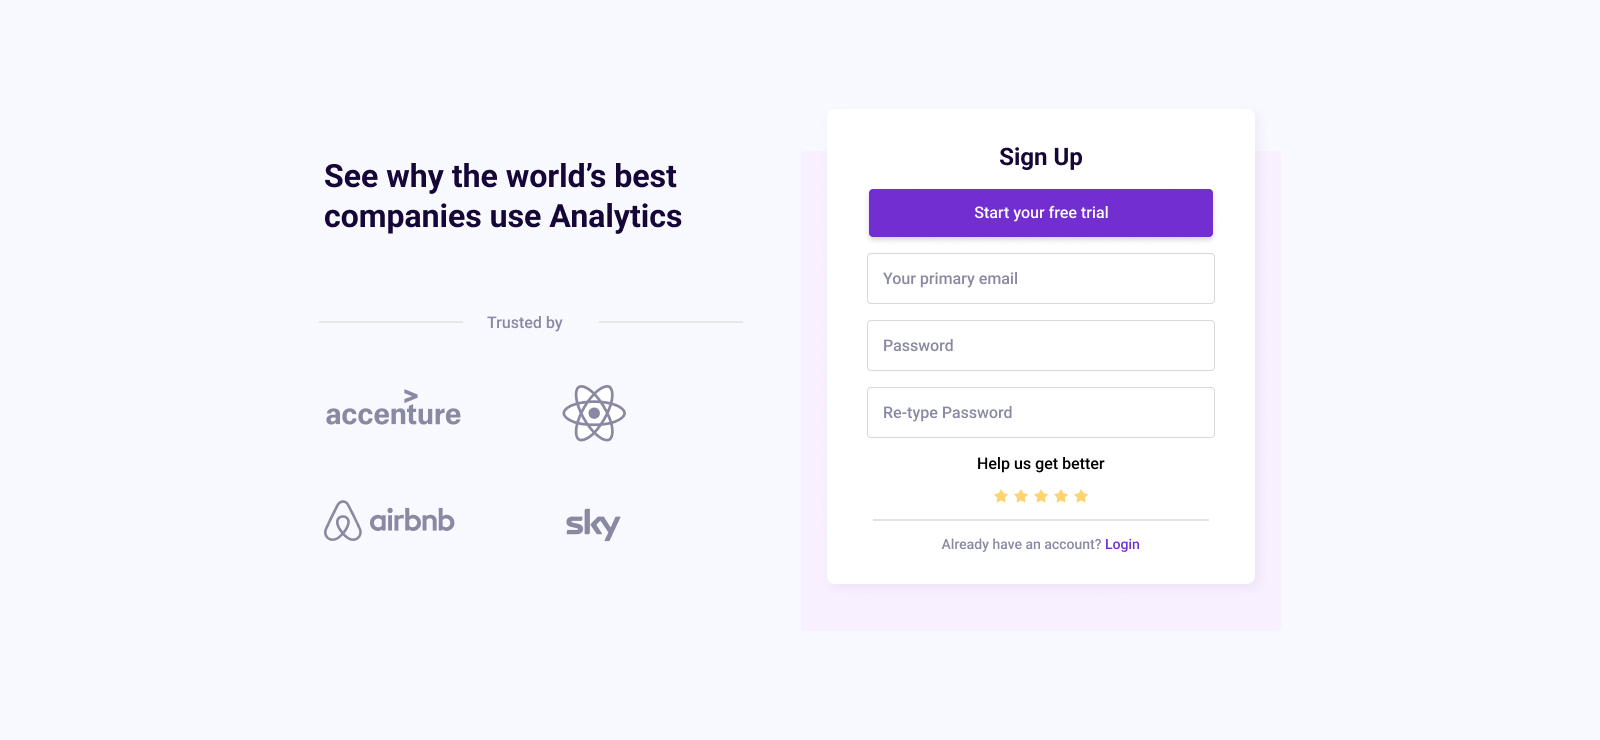 See why the world’s best
companies use Analytics
Trusted by
accenture
airbnb
sky
Sign Up
Start your free trial
Your primary email
Password
Re-type Password
Help us get better
Already have an account? Login